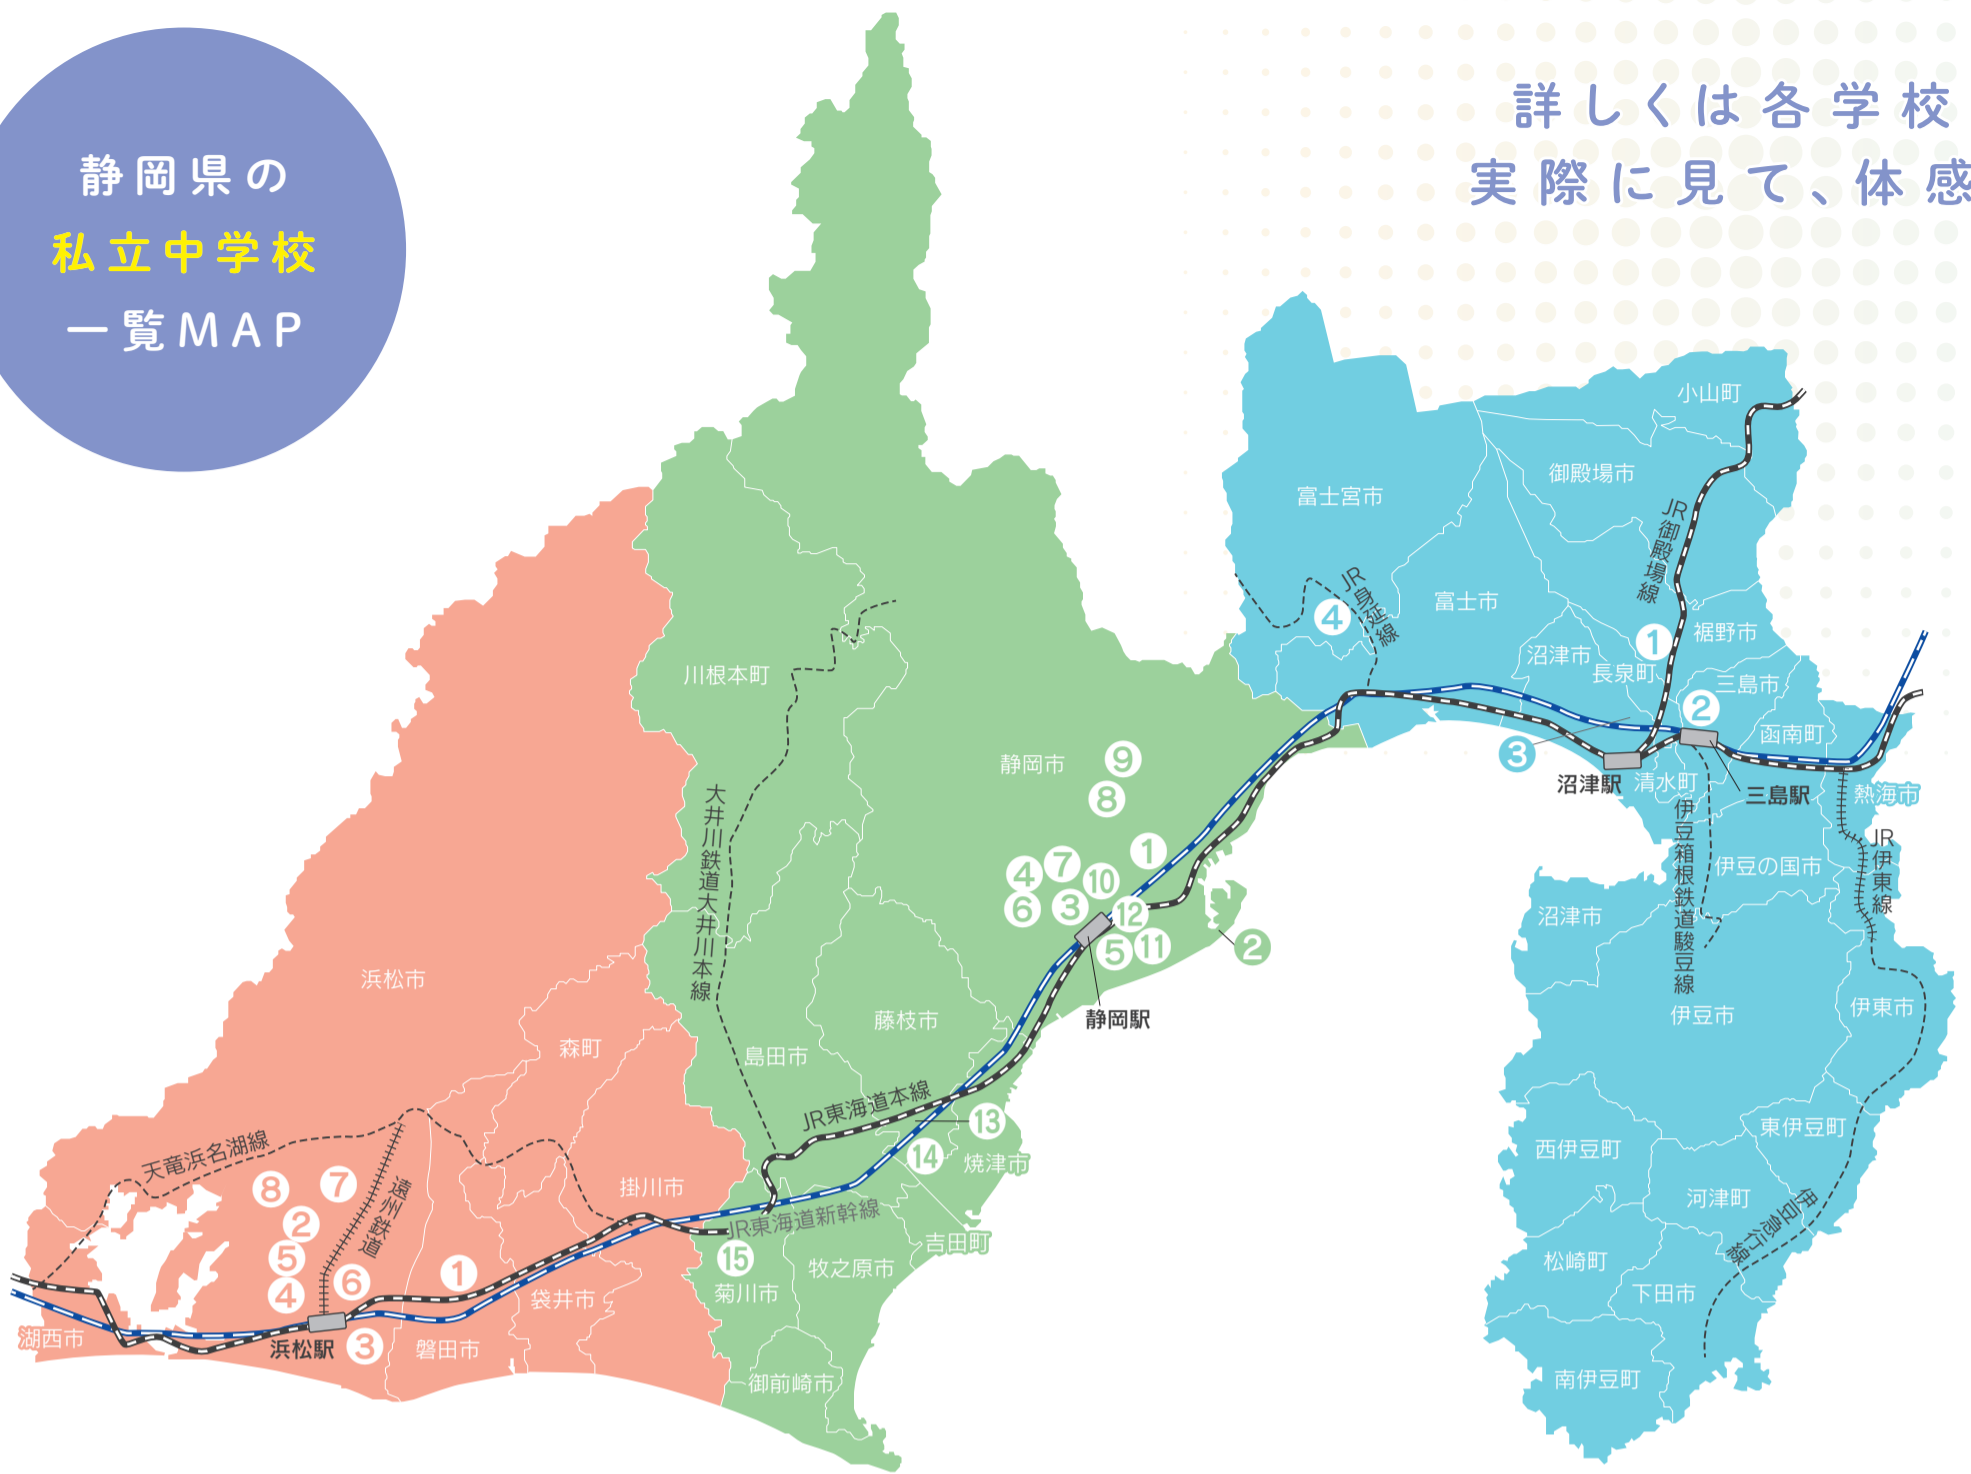 静岡県の
私立中学校
一覧MAP
詳しくは各学校
実際に見て、体感
小山町
御殿場市
富士宮市
JR御殿場線
JR身延線
④
富士市
①
裾野市
沼津市
長泉町
三島市
②
函南町
③
沼津駅
清水町
三島駅
熱海市
伊豆箱根鉄道駿豆線
JR伊東線
伊豆の国市
沼津市
伊豆市
伊東市
東伊豆町
西伊豆町
河津町
伊豆急行線
松崎町
下田市
南伊豆町
川根本町
静岡市
⑨
⑧
大井川鉄道大井川本線
①
⑦
④
⑩
⑥
③
⑫
⑤
⑪
②
静岡駅
藤枝市
島田市
JR東海道本線
⑬
⑭
焼津市
JR東海道新幹線
吉田町
⑮
牧之原市
菊川市
御前崎市
浜松市
森町
天竜浜名湖線
遠州鉄道
掛川市
⑧
⑦
②
⑤
④
⑥
①
袋井市
湖西市
浜松駅
③
磐田市